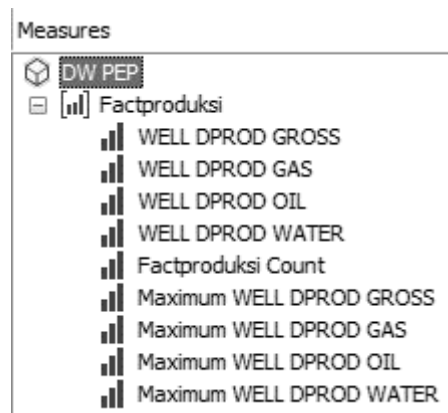 Measures
DW PEP
Factproduksi
WELL DPROD GROSS
WELL DPROD GAS
WELL DPROD OIL
WELL DPROD WATER
Factproduksi Count
Maximum WELL DPROD GROSS
Maximum WELL DPROD GAS
Maximum WELL DPROD OIL
Maximum WELL DPROD WATER